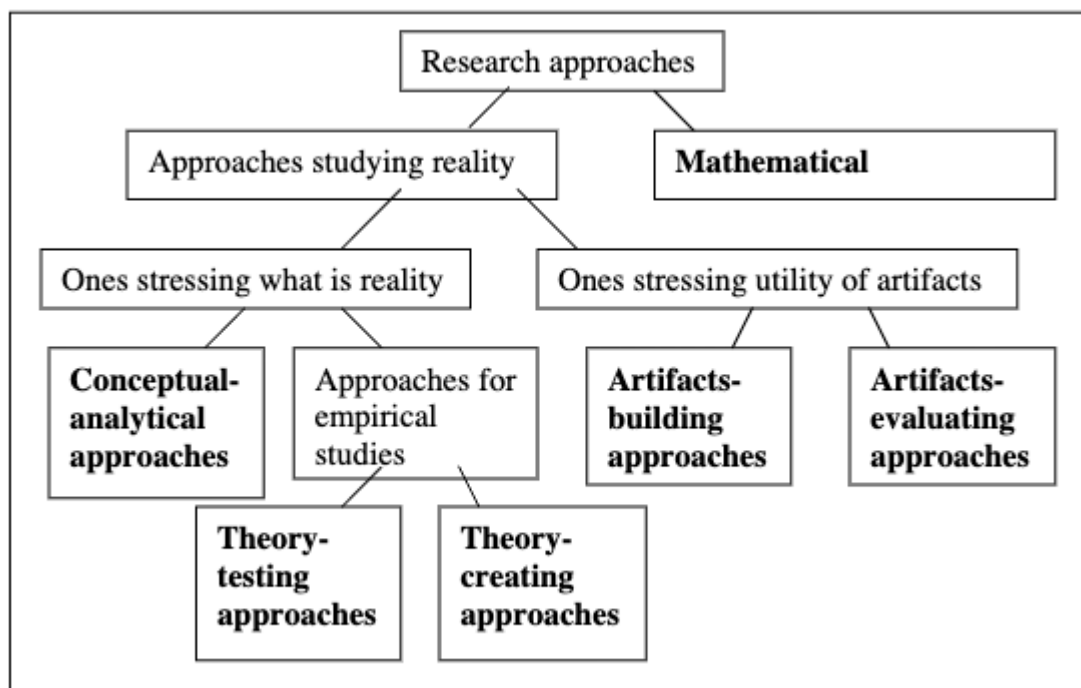 Research approaches
Approaches studying reality
Mathematical
Ones stressing what is reality
Ones stressing utility of artifacts
Conceptual-
analytical
approaches
Approaches for
empirical
studies
Artifacts-
building
approaches
Artifacts-
evaluating
approaches
Theory-
testing
approaches
Theory-
creating
approaches